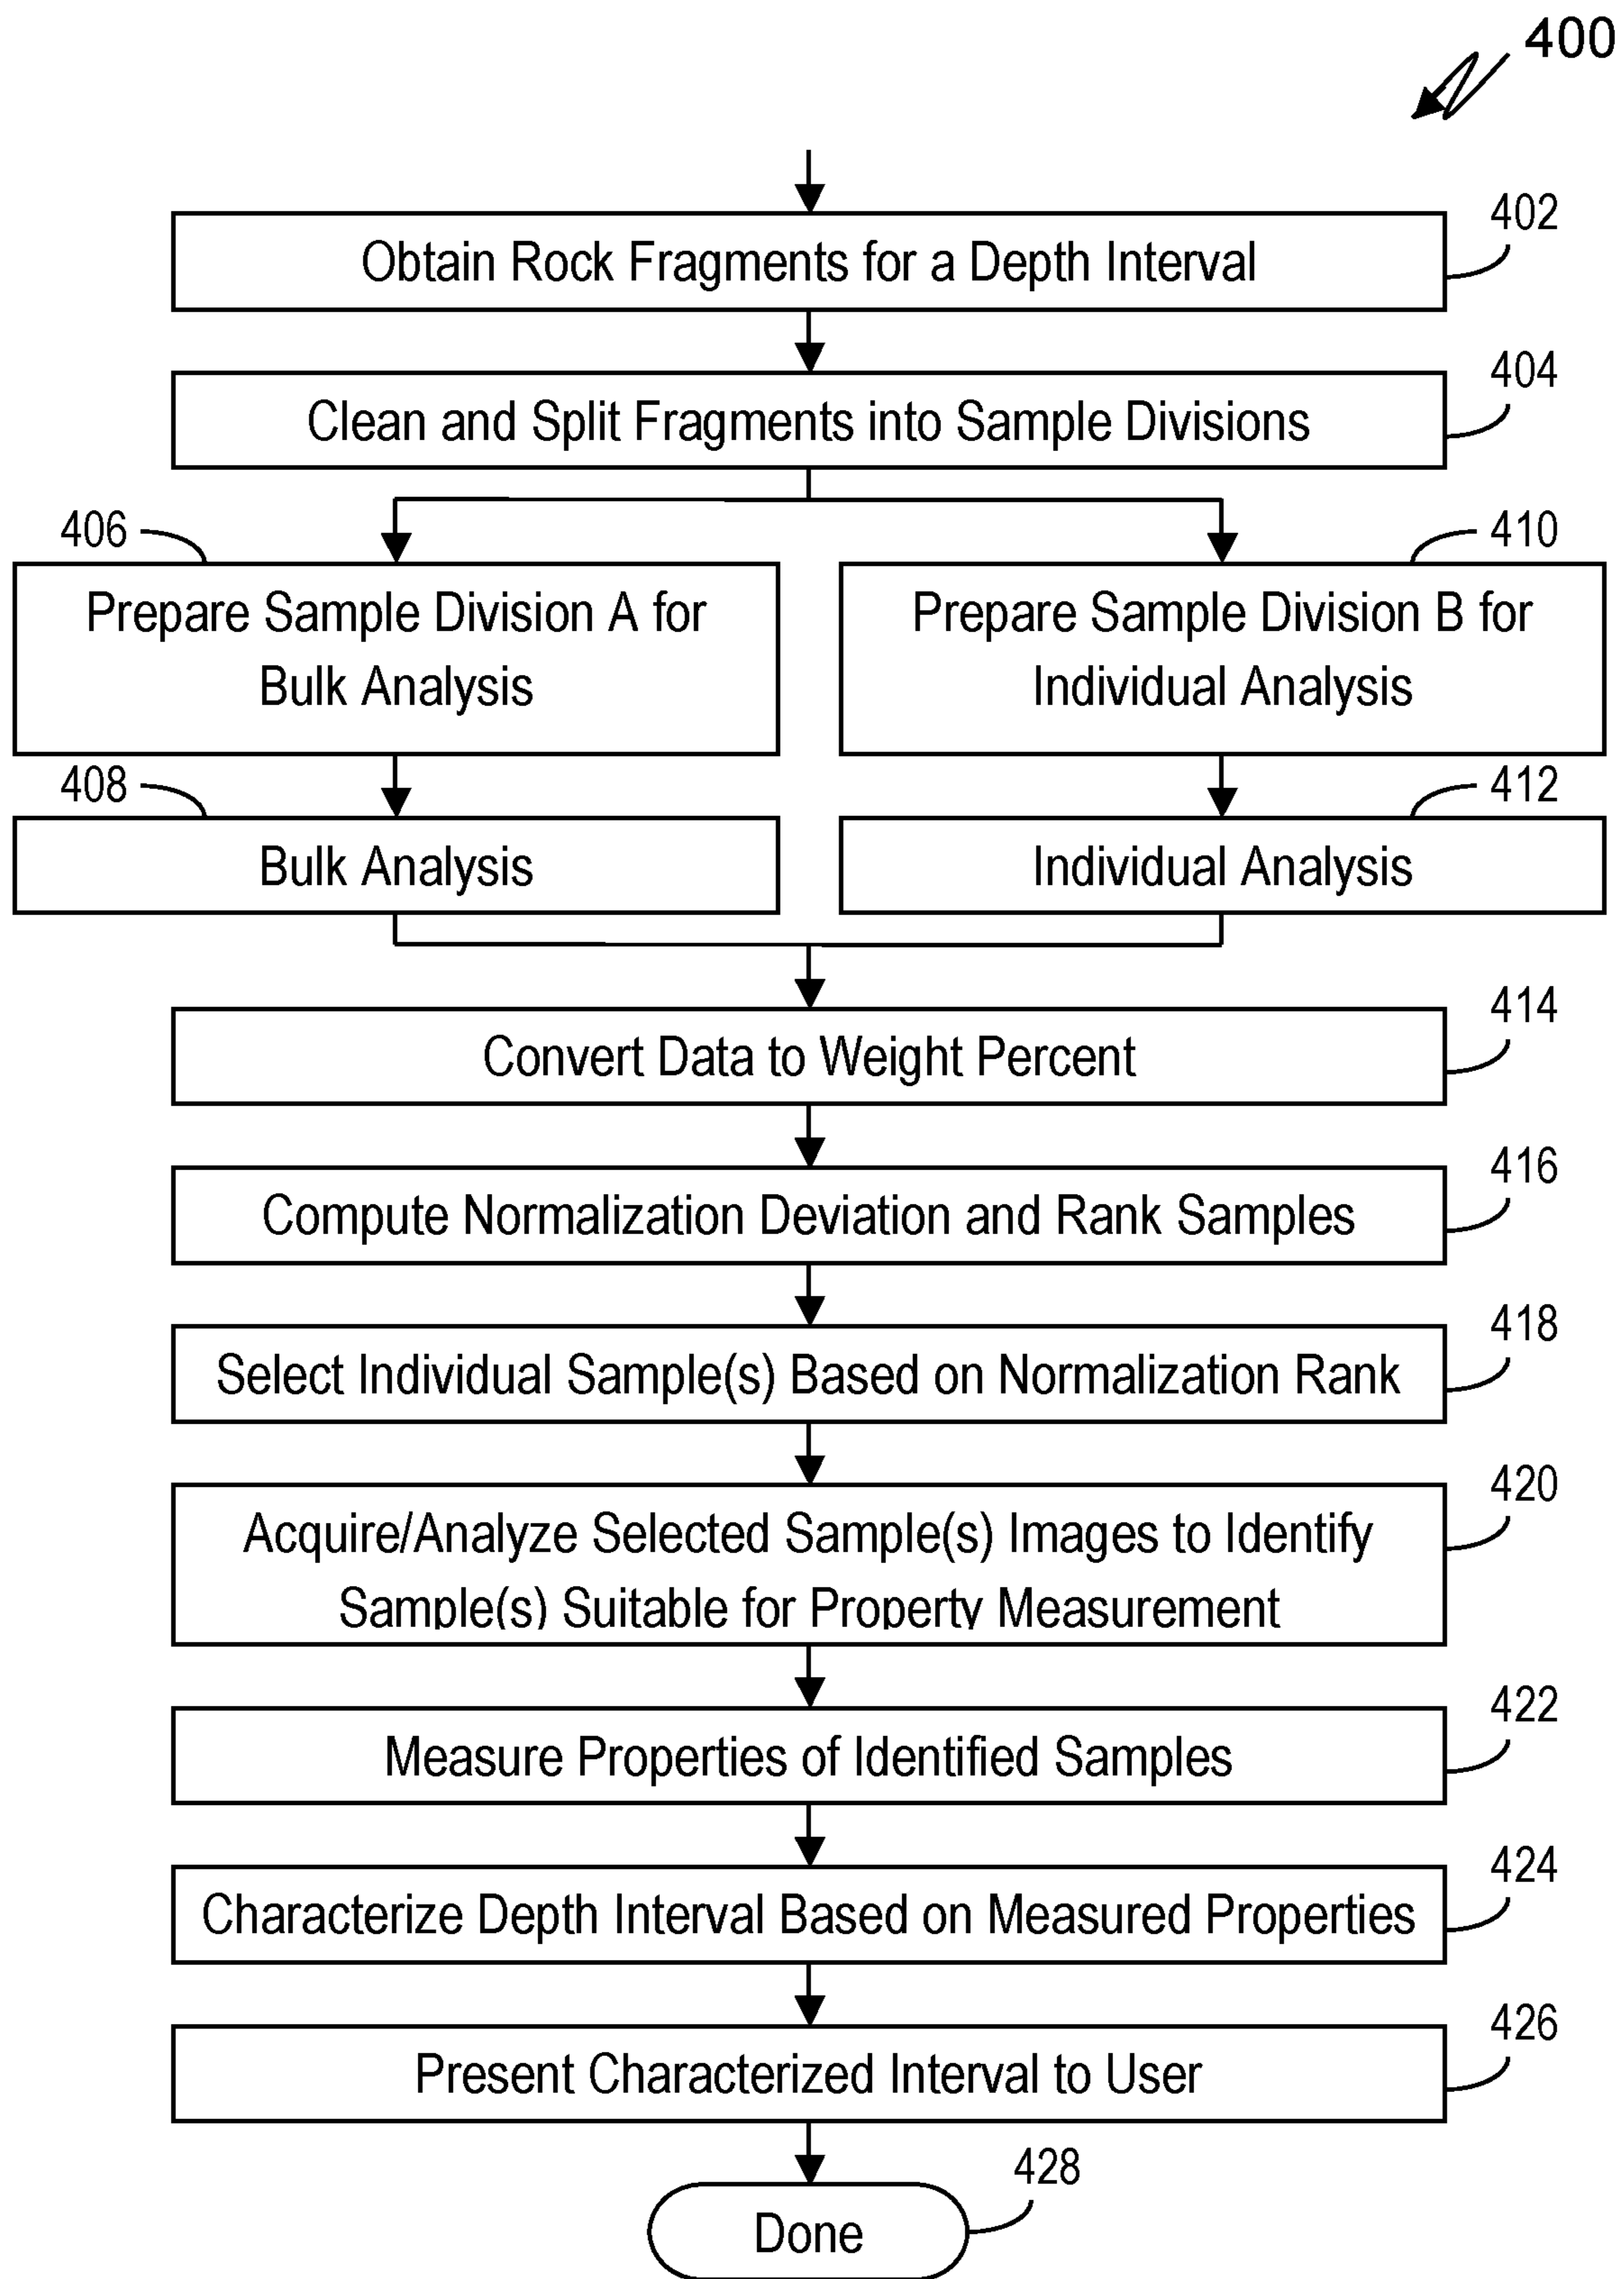 400
402
Obtain Rock Fragments for a Depth Interval
404
Clean and Split Fragments into Sample Divisions
406
Prepare Sample Division A for
Bulk Analysis
410
Prepare Sample Division B for
Individual Analysis
408
Bulk Analysis
412
Individual Analysis
414
Convert Data to Weight Percent
416
Compute Normalization Deviation and Rank Samples
418
Select Individual Sample(s) Based on Normalization Rank
420
Acquire/Analyze Selected Sample(s) Images to Identify
Sample(s) Suitable for Property Measurement
422
Measure Properties of Identified Samples
424
Characterize Depth Interval Based on Measured Properties
426
Present Characterized Interval to User
428
Done